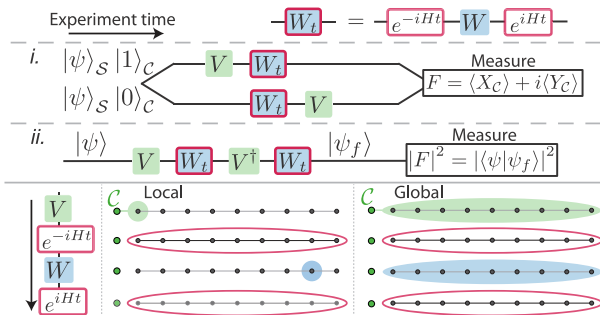 Experiment time
W_t = e^{-iHt} W e^{iHt}
i. |ψ⟩_S |1⟩_C V W_t Measure
F = ⟨X_C⟩ + i⟨Y_C⟩
|ψ⟩_S |0⟩_C W_t V
ii. |ψ⟩ V W_t V^† W_t |ψ_f⟩ Measure
|F|^2 = |⟨ψ|ψ_f⟩|^2
V C Local C Global
e^{-iHt}
W
e^{iHt}